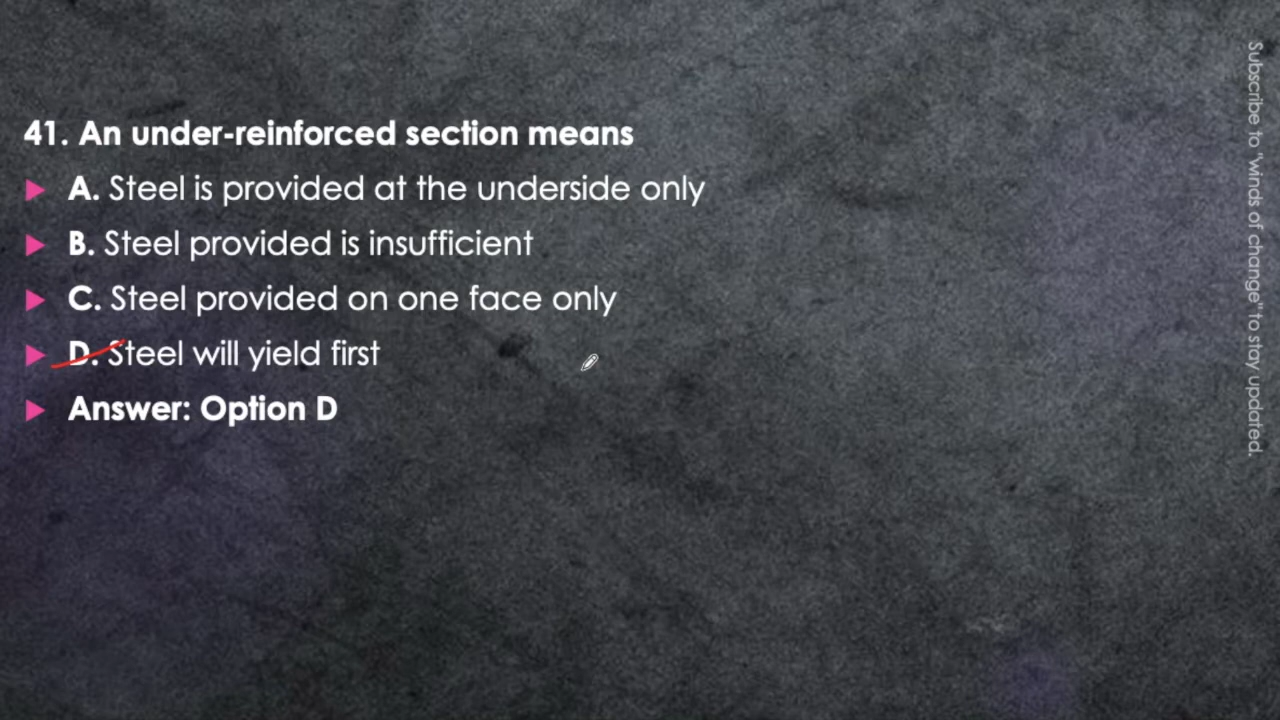 41. An under-reinforced section means
A. Steel is provided at the underside only
B. Steel provided is insufficient
C. Steel provided on one face only
D. Steel will yield first
Answer: Option D
Subscribe to "winds of change" to stay updated.